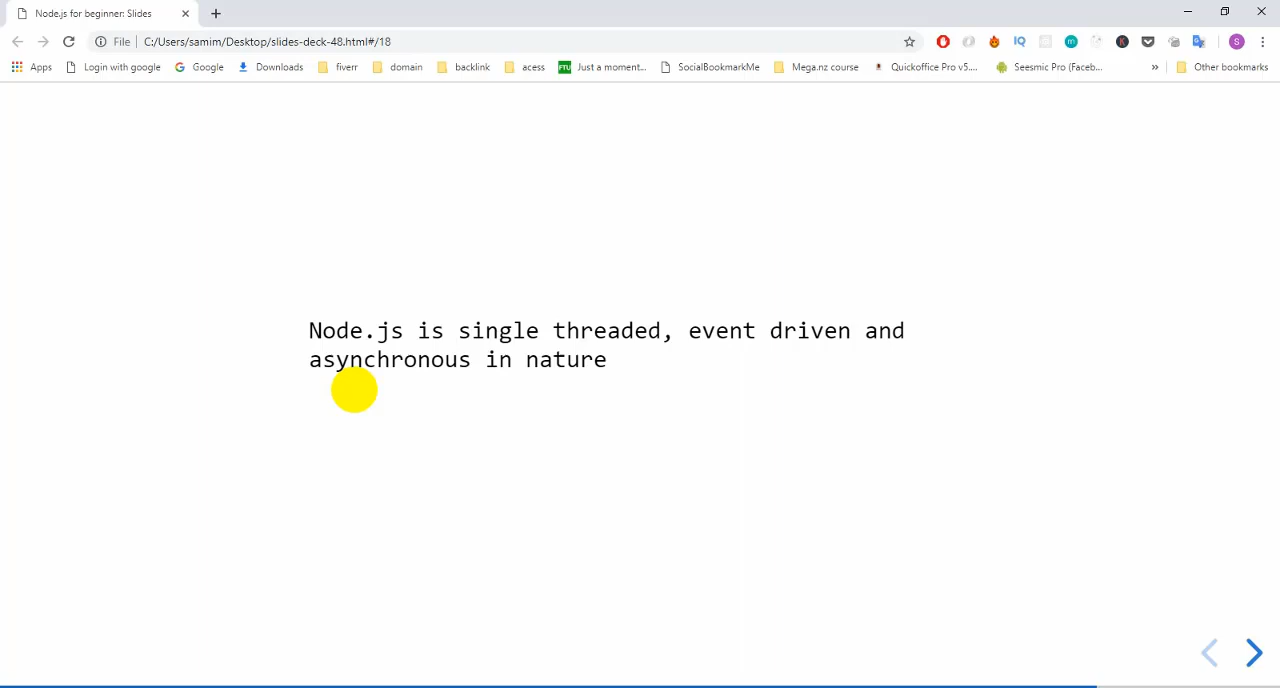 Node.js for beginner: Slides
File
C:/Users/samim/Desktop/slides-deck-48.html#/18
IQ
m
K
S
Apps
Login with google
Google
Downloads
fiverr
domain
backlink
acess
FTU
Just a moment...
SocialBookmarkMe
Mega.nz course
Quickoffice Pro v5....
Seesmic Pro (Faceb...
»
Other bookmarks
Node.js is single threaded, event driven and
asynchronous in nature